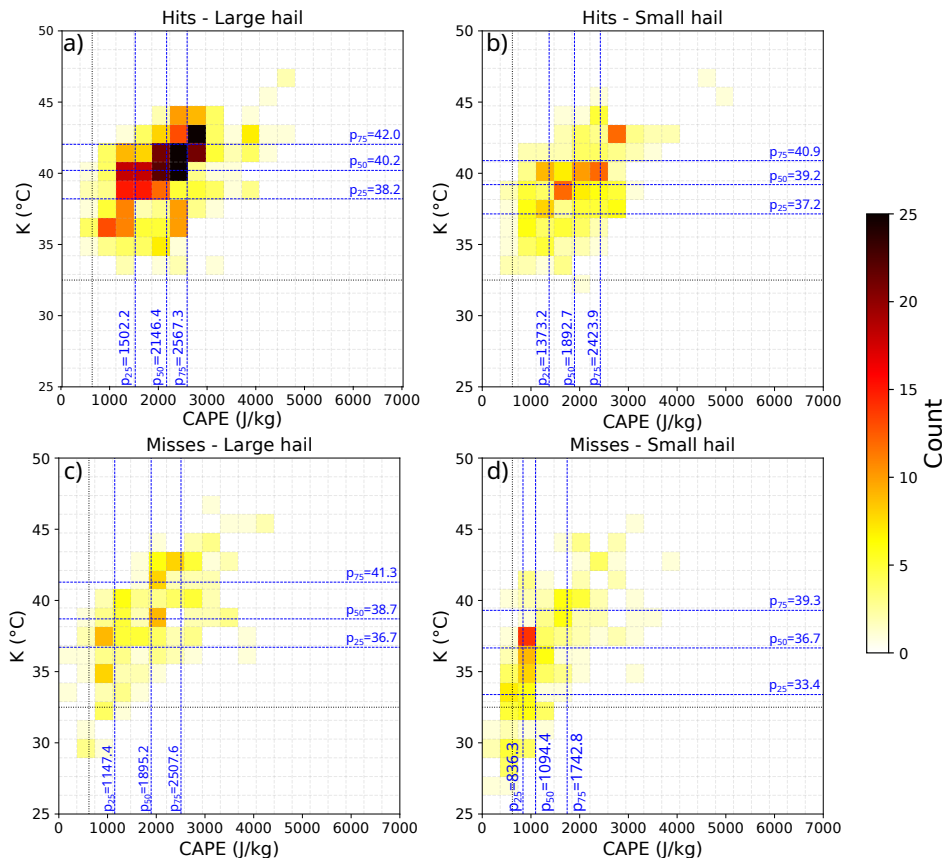 Hits - Large hail
a)
50
45
40
35
30
25
K (°C)
p75=42.0
p50=40.2
p25=38.2
p25=1502.2
p50=2146.4
p75=2567.3
0 1000 2000 3000 4000 5000 6000 7000
CAPE (J/kg)
Hits - Small hail
b)
50
45
40
35
30
25
K (°C)
p75=40.9
p50=39.2
p25=37.2
p25=1373.2
p50=1892.7
p75=2423.9
0 1000 2000 3000 4000 5000 6000 7000
CAPE (J/kg)
Misses - Large hail
c)
50
45
40
35
30
25
K (°C)
p75=41.3
p50=38.7
p25=36.7
p25=1147.4
p50=1895.2
p75=2507.6
0 1000 2000 3000 4000 5000 6000 7000
CAPE (J/kg)
Misses - Small hail
d)
50
45
40
35
30
25
K (°C)
p75=39.3
p50=36.7
p25=33.4
p25=836.3
p50=1094.4
p75=1742.8
0 1000 2000 3000 4000 5000 6000 7000
CAPE (J/kg)
25
20
15
10
5
0
Count